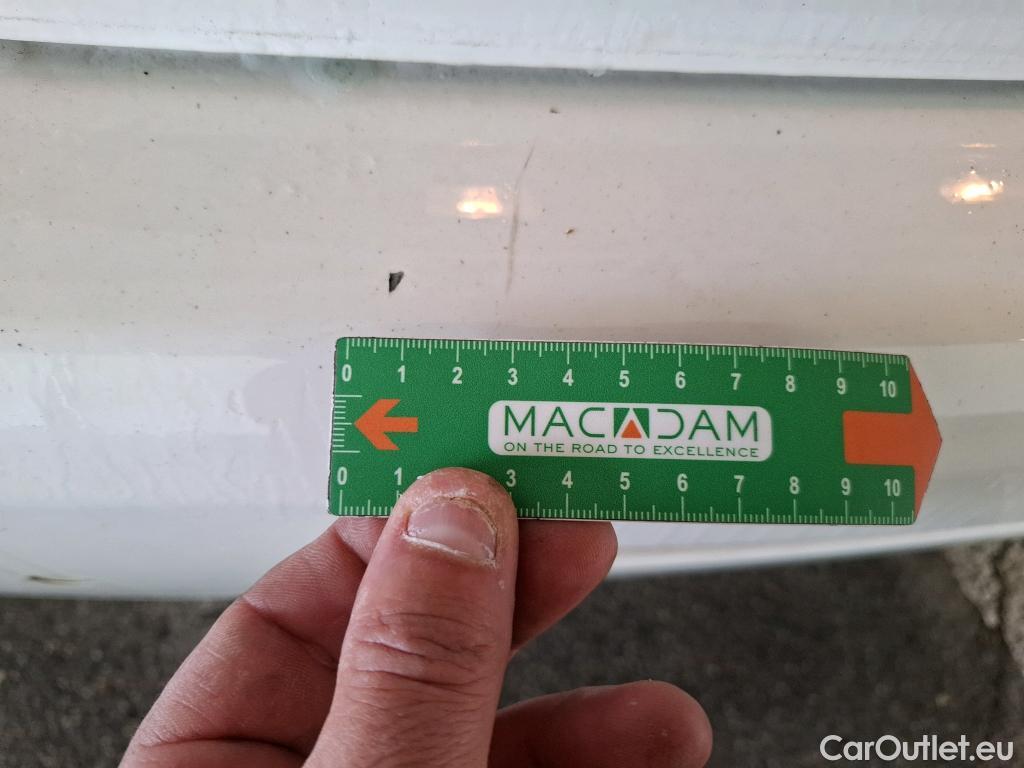 0 1 2 3 4 5 6 7 8 9 10
MACADAM
ON THE ROAD TO EXCELLENCE
0 1 3 4 5 6 7 8 9 10
CarOutlet.eu